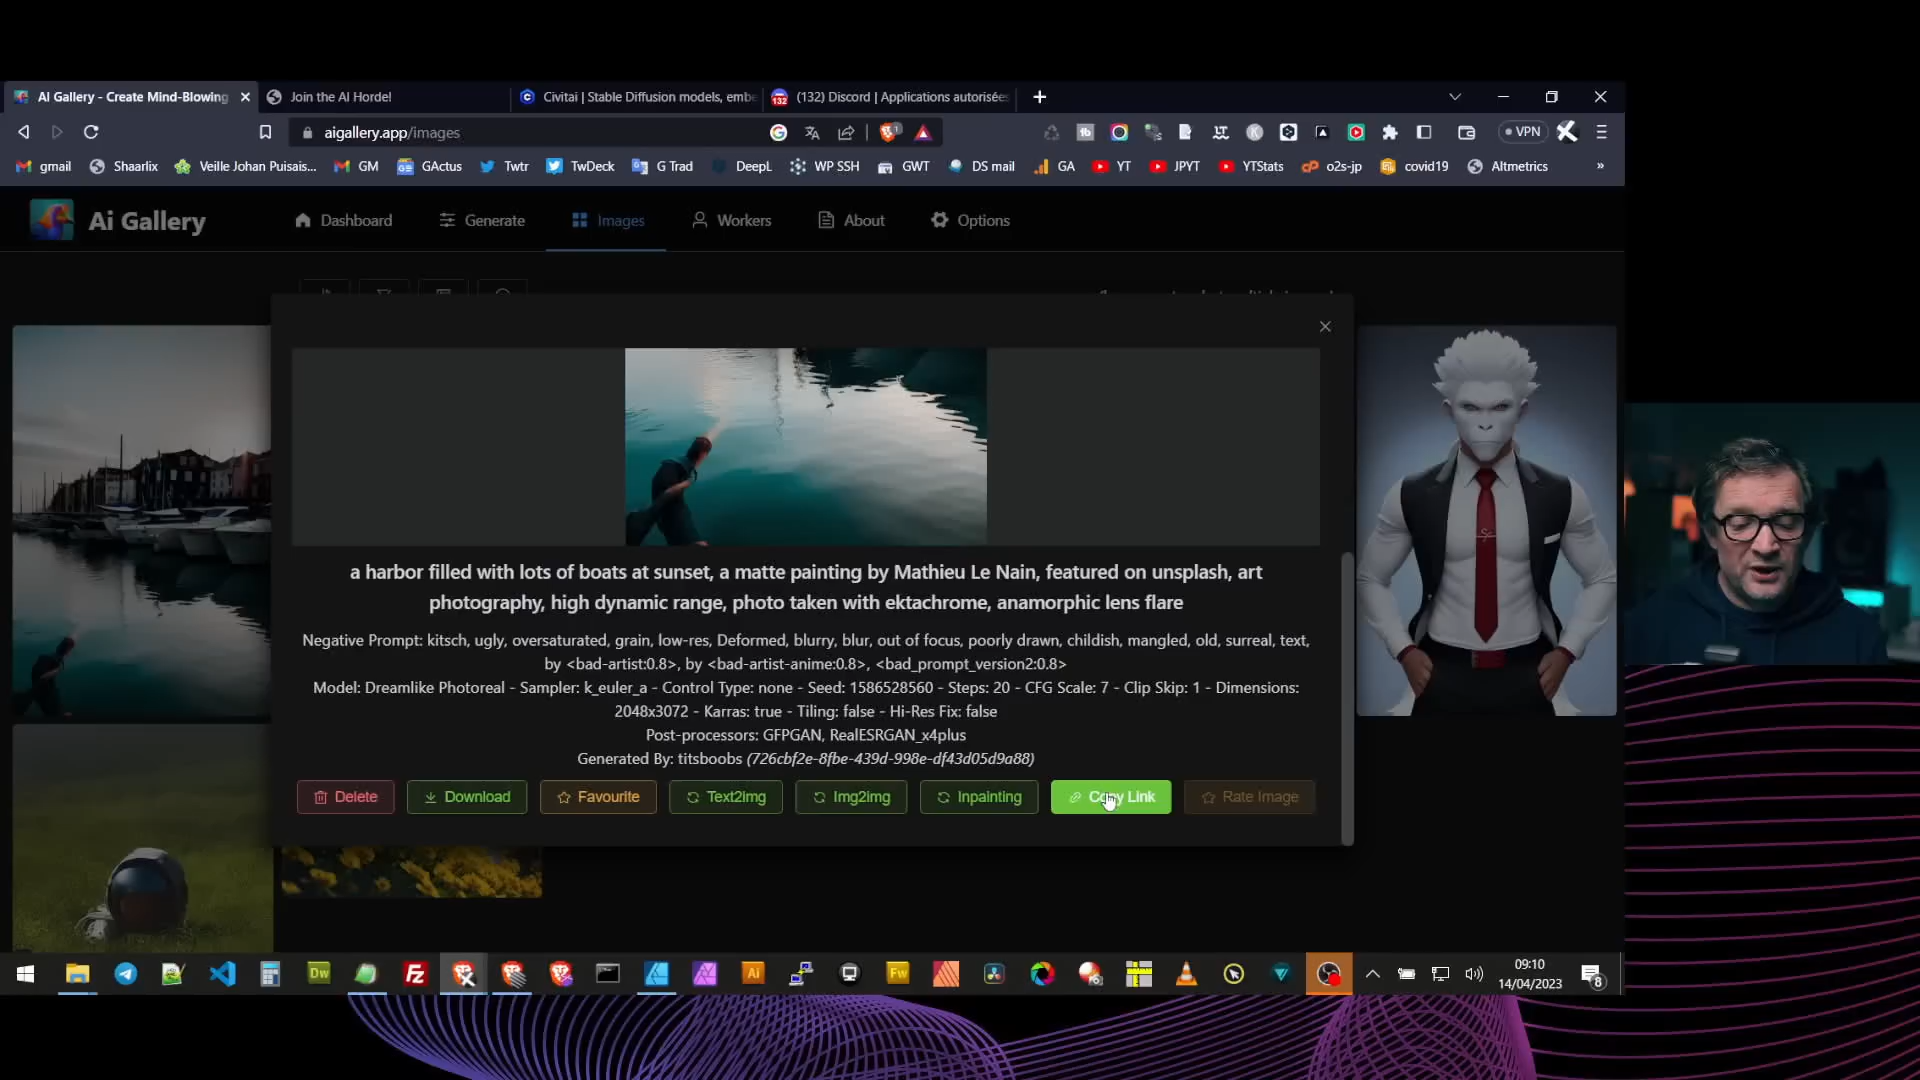 AI Gallery - Create Mind-Blowing
Join the AI Horde!
Civitai | Stable Diffusion models, embe
132
(132) Discord | Applications autorisées
aigallery.app/images
1
VPN
gmail
Shaarlix
Veille Johan Puisais...
GM
GActus
Twtr
TwDeck
G Trad
DeepL
WP SSH
GWT
DS mail
GA
YT
JPYT
YTStats
o2s-jp
covid19
Altmetrics
»
Ai Gallery
Dashboard
Generate
Images
Workers
About
Options
a harbor filled with lots of boats at sunset, a matte painting by Mathieu Le Nain, featured on unsplash, art
photography, high dynamic range, photo taken with ektachrome, anamorphic lens flare
Negative Prompt: kitsch, ugly, oversaturated, grain, low-res, Deformed, blurry, blur, out of focus, poorly drawn, childish, mangled, old, surreal, text,
by <bad-artist:0.8>, by <bad-artist-anime:0.8>, <bad_prompt_version2:0.8>
Model: Dreamlike Photoreal - Sampler: k_euler_a - Control Type: none - Seed: 1586528560 - Steps: 20 - CFG Scale: 7 - Clip Skip: 1 - Dimensions:
2048x3072 - Karras: true - Tiling: false - Hi-Res Fix: false
Post-processors: GFPGAN, RealESRGAN_x4plus
Generated By: titsboobs (726cbf2e-8fbe-439d-998e-df43d05d9a88)
Delete
Download
Favourite
Text2img
Img2img
Inpainting
Copy Link
Rate Image
Dw
Fz
Ai
Fw
09:10
14/04/2023
8